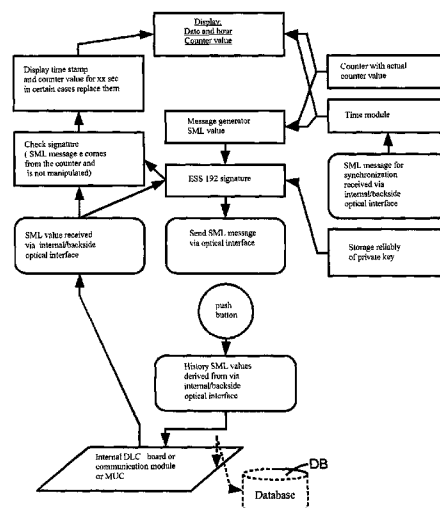 Display:
Date and hour
Counter value
Display time stamp
and counter value for xx sec
in certain cases replace them
Counter with actual
counter value
Message generator
SML value
Time module
Check signature
( SML message e comes
from the counter and
is not manipulated)
ESS 192 signature
SML message for
synchronization
received via
internal/backside
optical interface
SML value received
via internal/backside
optical interface
Send SML message
via optical interface
Storage reliably
of private key
push
button
History SML values
derived from via
internal/backside
optical interface
Internal DLC board or
communication module
or MUC
DB
Database